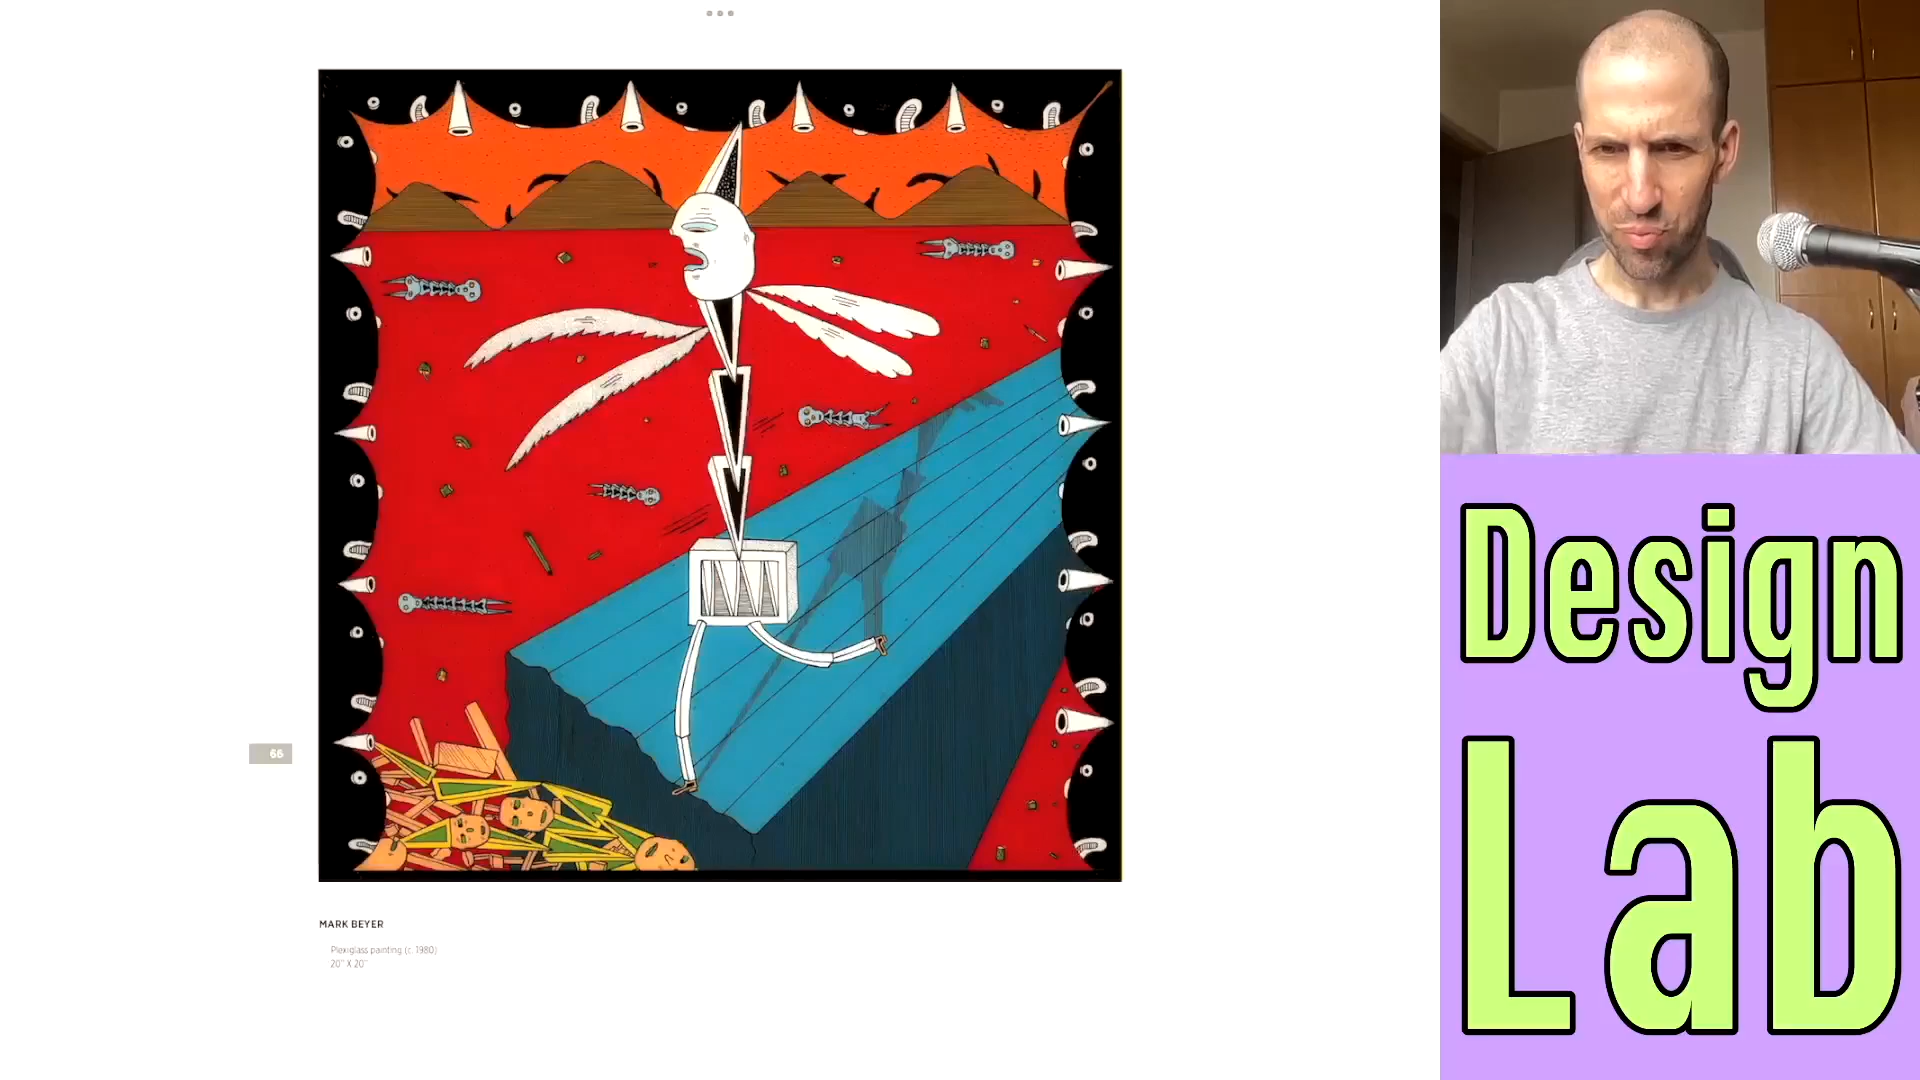 66
MARK BEYER
Plexiglass painting (c. 1980)
20" X 20"
Design
Lab